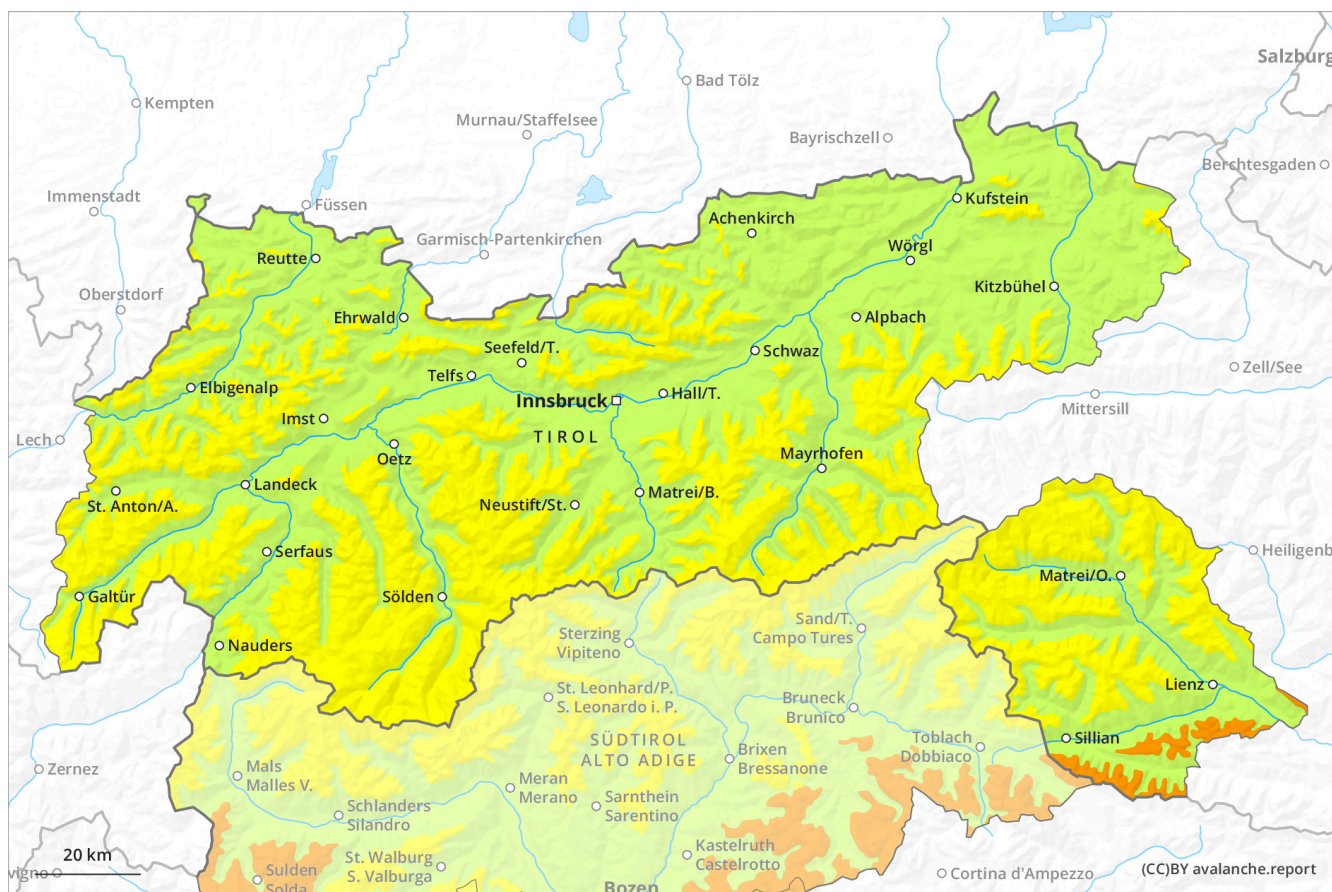 Salzburg
Bad Tölz
Kempten
Murnau/Staffelsee
Bayrischzell
Berchtesgaden
Immenstadt
Füssen
Kufstein
Achenkirch
Garmisch-Partenkirchen
Wörgl
Reutte
Kitzbühel
Oberstdorf
Ehrwald
Alpbach
Seefeld/T.
Schwaz
Zell/See
Telfs
Elbigenalp
Hall/T.
Innsbruck
Mittersill
Imst
Lech
TIROL
Oetz
Mayrhofen
Landeck
Matrei/B.
St. Anton/A.
Neustift/St.
Serfaus
Heiligenb
Matrei/O.
Galtür
Sölden
Sand/T.
Campo Tures
Sterzing
Vipiteno
Nauders
Lienz
St. Leonhard/P.
S. Leonardo i. P.
Bruneck
Brunico
Sillian
Toblach
Dobbiaco
SÜDTIROL
ALTO ADIGE
Brixen
Bressanone
Zernez
Mals
Malles V.
Meran
Merano
Sarnthein
Sarentino
Schlanders
Silandro
Kastelruth
Castelrotto
20 km
St. Walburg
S. Valburga
vigno
Sulden
Solda
Bozen
Cortina d'Ampezzo
(CC)BY avalanche.report